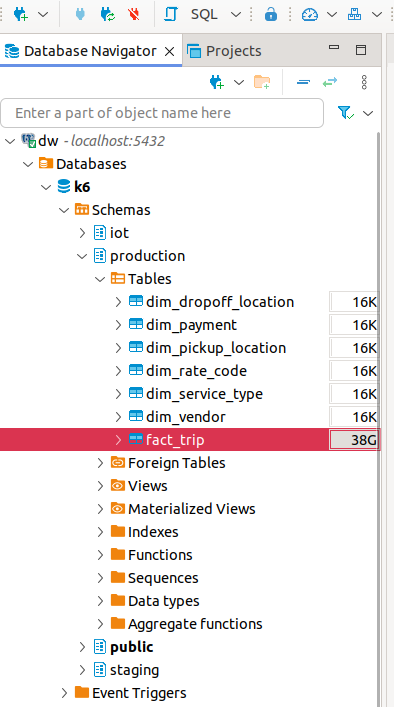 SQL
Database Navigator Projects
Enter a part of object name here
dw - localhost:5432
Databases
k6
Schemas
iot
production
Tables
dim_dropoff_location 16K
dim_payment 16K
dim_pickup_location 16K
dim_rate_code 16K
dim_service_type 16K
dim_vendor 16K
fact_trip 38G
Foreign Tables
Views
Materialized Views
Indexes
Functions
Sequences
Data types
Aggregate functions
public
staging
Event Triggers